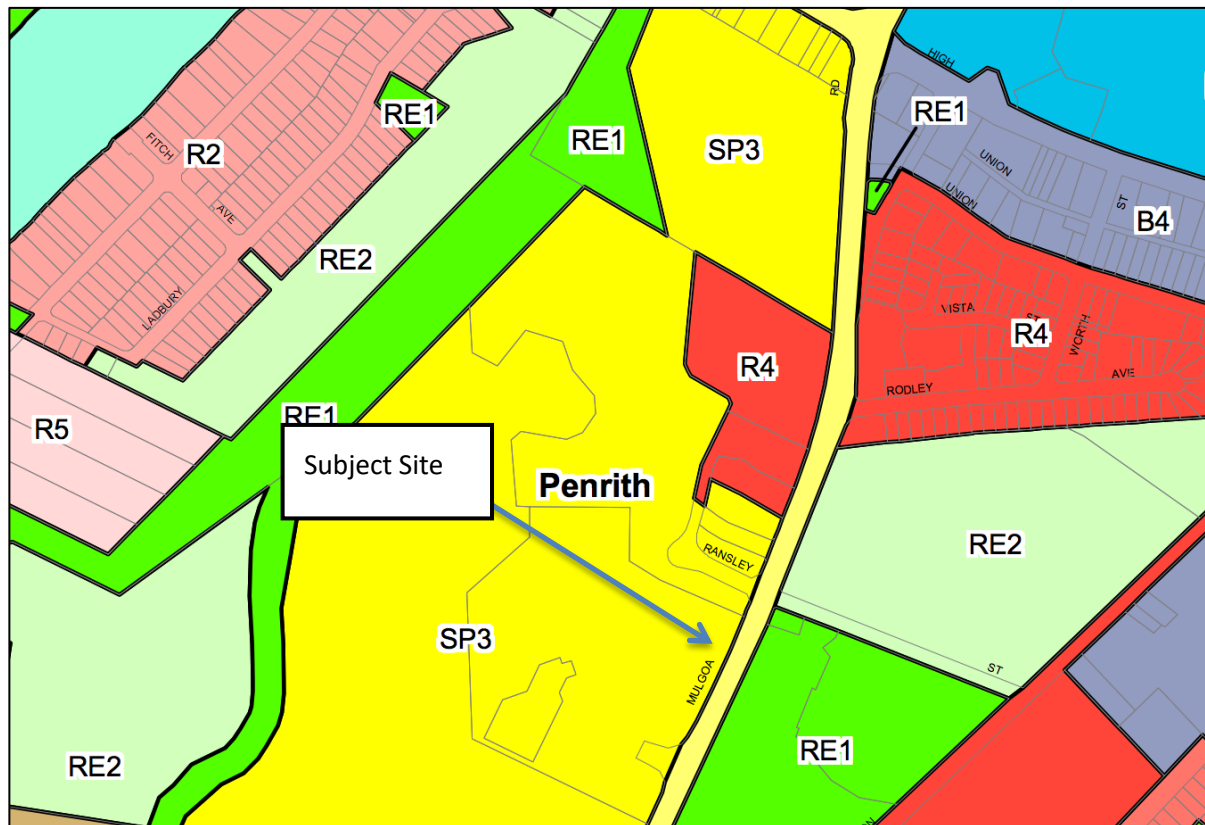 HIGH
RD
RE1
RE1
R2
FITCH
AVE
RE1
SP3
UNION
UNION
ST
B4
RE2
LADBURY
VISTA
ST
WORTH
R4
R4
AVE
RODLEY
R5
RE1
Subject Site
Penrith
RE2
RANSLEY
SP3
MULGOA
ST
RE1
RE2